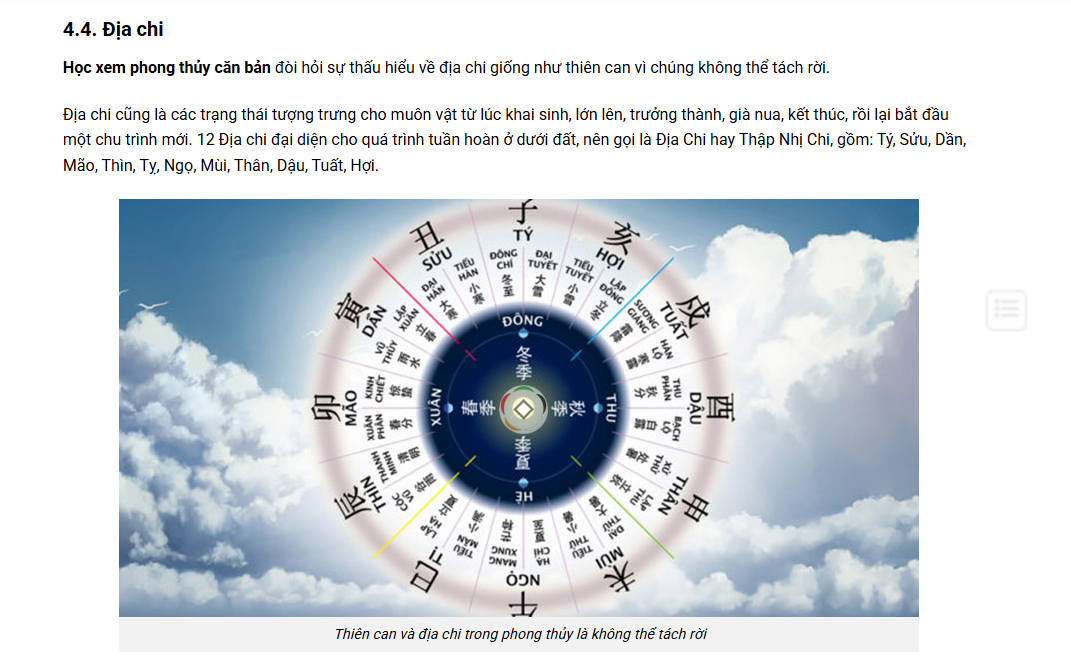 4.4. Địa chi
Học xem phong thủy căn bản đòi hỏi sự thấu hiểu về địa chi giống như thiên can vì chúng không thể tách rời.
Địa chi cũng là các trạng thái tượng trưng cho muôn vật từ lúc khai sinh, lớn lên, trưởng thành, già nua, kết thúc, rồi lại bắt đầu
một chu trình mới. 12 Địa chi đại diện cho quá trình tuần hoàn ở dưới đất, nên gọi là Địa Chi hay Thập Nhị Chi, gồm: Tý, Sửu, Dần,
Mão, Thìn, Tỵ, Ngọ, Mùi, Thân, Dậu, Tuất, Hợi.
子
TÝ
亥
HỢI
戌
TUẤT
酉
DẬU
申
THÂN
未
MÙI
午
NGỌ
巳
TỊ
辰
THÌN
卯
MÃO
寅
DẦN
丑
SỬU
ĐÔNG
CHÍ
冬
至
ĐẠI
TUYẾT
大
雪
TIỂU
TUYẾT
小
雪
LẬP
ĐÔNG
立
冬
SƯƠNG
GIÁNG
霜
降
HÀN
LỘ
寒
露
THU
PHÂN
秋
分
BẠCH
LỘ
白
露
XỬ
THỬ
處
暑
LẬP
THU
立
秋
ĐẠI
THỬ
大
暑
TIỂU
THỬ
小
暑
HẠ
CHÍ
夏
至
MANG
XUNG
芒
TIỂU
MÃN
小
滿
LẬP
HẠ
立
夏
CỐC
VŨ
THANH
MINH
清
明
XUÂN
PHÂN
春
分
KINH
CHIẾT
惊
蛰
VŨ
THỦY
雨
水
LẬP
XUÂN
立
春
ĐẠI
HÀN
大
寒
TIỂU
HÀN
小
寒
ĐÔNG
冬
季
THU
秋
季
HÈ
夏
季
XUÂN
春
季
Thiên can và địa chi trong phong thủy là không thể tách rời